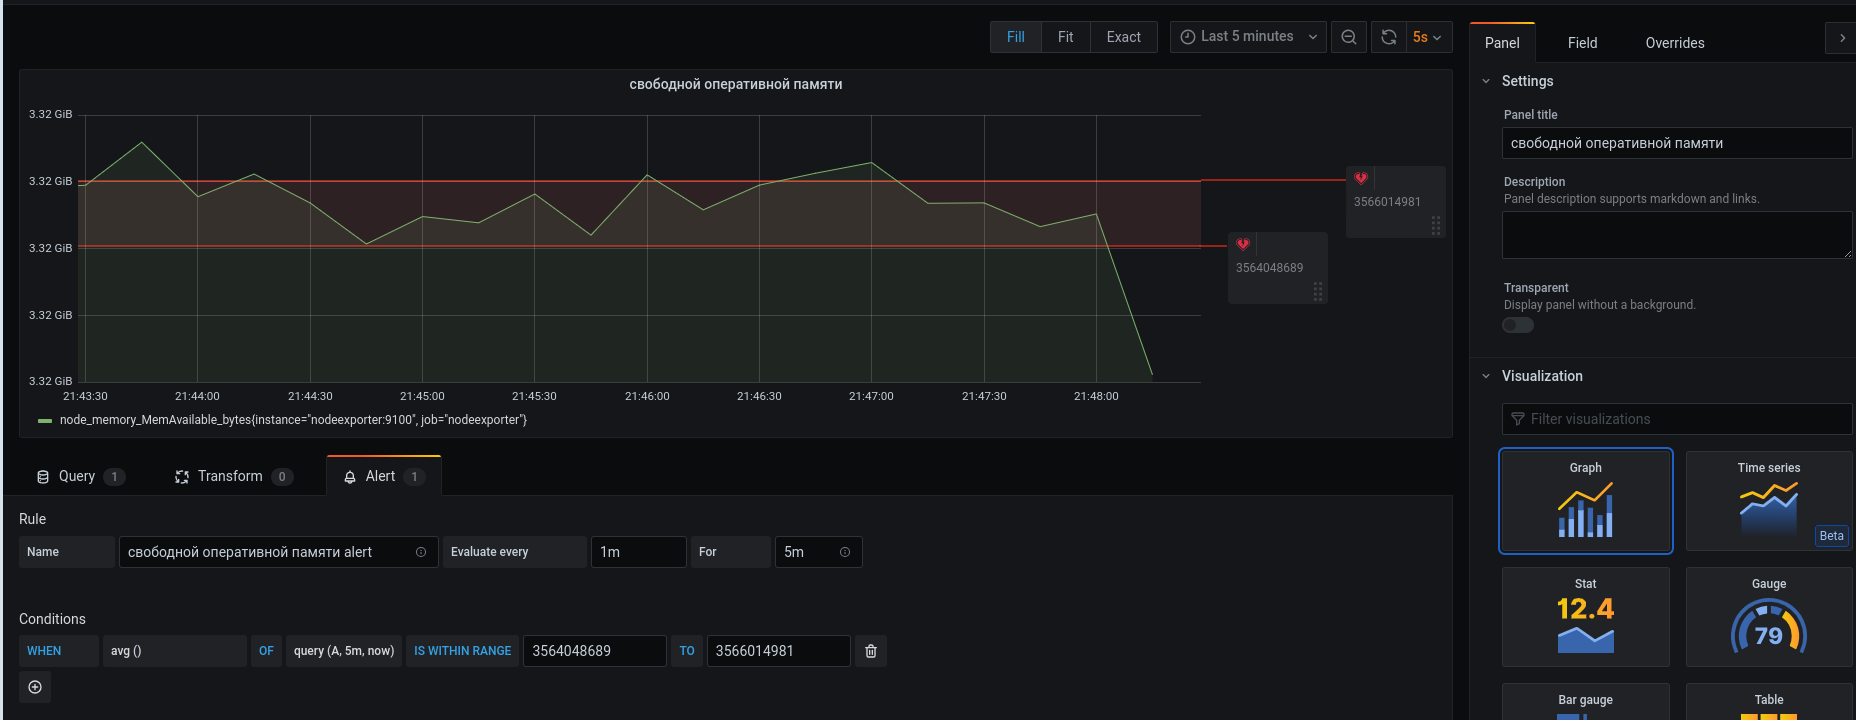 Fill Fit Exact Last 5 minutes 5s
Panel Field Overrides
свободной оперативной памяти
3.32 GiB
3.32 GiB
3.32 GiB
3.32 GiB
3.32 GiB
3566014981
3564048689
21:43:30 21:44:00 21:44:30 21:45:00 21:45:30 21:46:00 21:46:30 21:47:00 21:47:30 21:48:00
node_memory_MemAvailable_bytes{instance="nodeexporter:9100", job="nodeexporter"}
Query 1 Transform 0 Alert 1
Rule
Name свободной оперативной памяти alert Evaluate every 1m For 5m
Conditions
WHEN avg () OF query (A, 5m, now) IS WITHIN RANGE 3564048689 TO 3566014981
Settings
Panel title
свободной оперативной памяти
Description
Panel description supports markdown and links.
Transparent
Display panel without a background.
Visualization
Filter visualizations
Graph Time series
Beta
Stat Gauge
12.4 79
Bar gauge Table